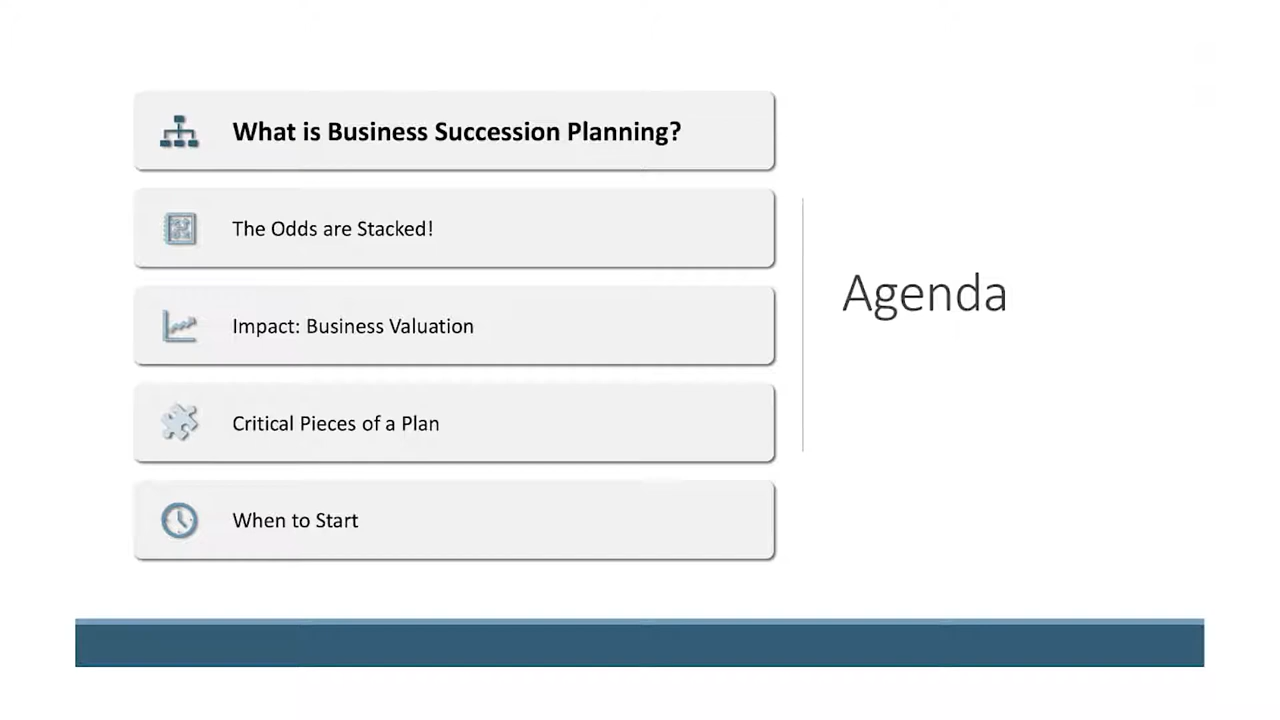 What is Business Succession Planning?
The Odds are Stacked!
Impact: Business Valuation
Critical Pieces of a Plan
When to Start
Agenda